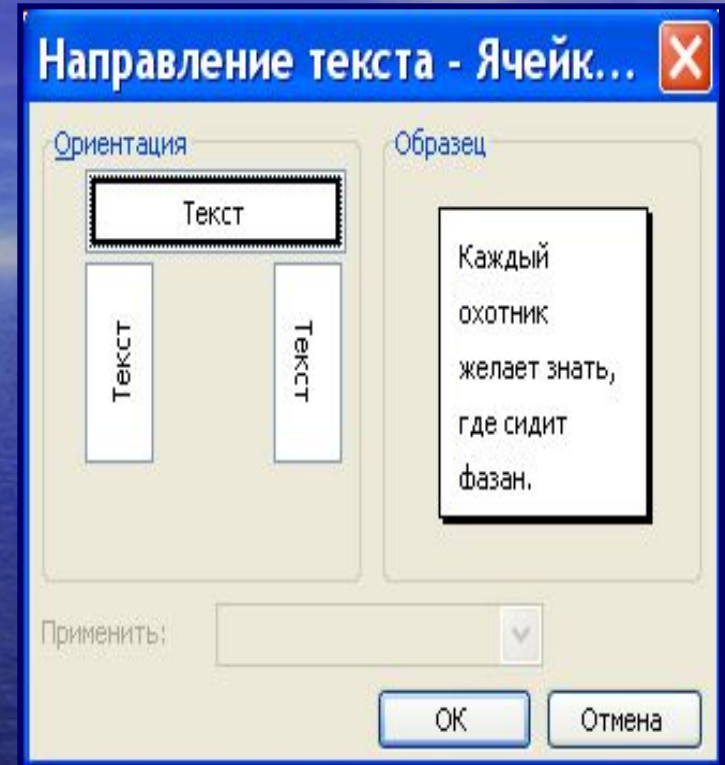 Направление текста - Ячейк...
Ориентация
Образец
Текст
Текст
Текст
Каждый
охотник
желает знать,
где сидит
фазан.
Применить:
ОК
Отмена